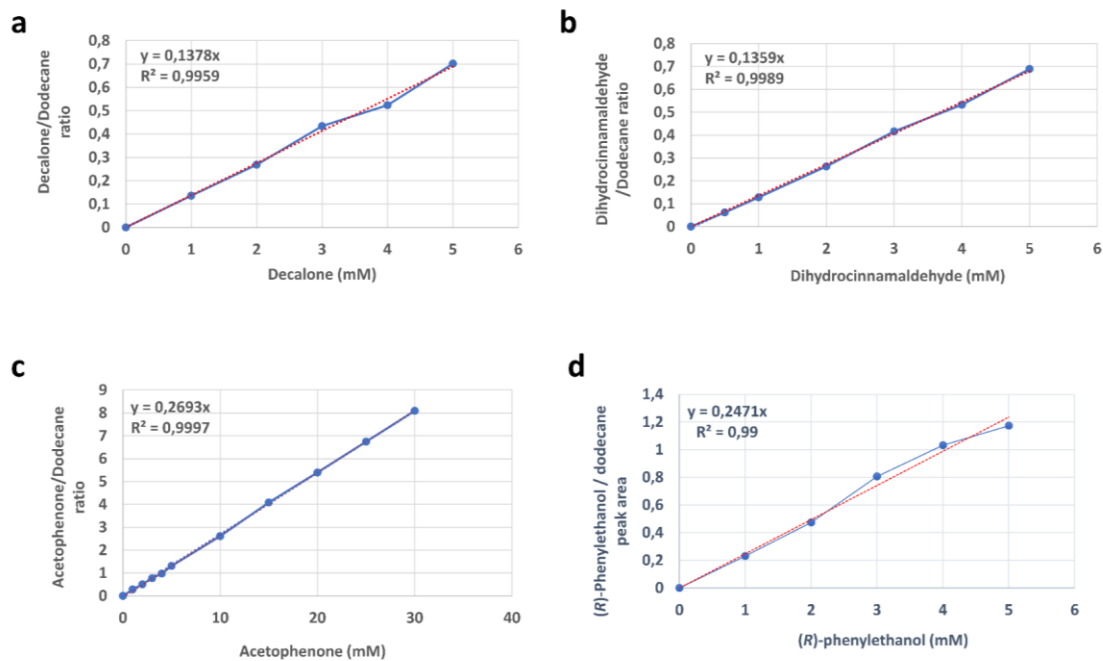 a
Decalone/Dodecane
ratio
0,8
0,7
0,6
0,5
0,4
0,3
0,2
0,1
0
y = 0,1378x
R² = 0,9959
0 1 2 3 4 5 6
Decalone (mM)
b
Dihydrocinnamaldehyde
/Dodecane ratio
0,8
0,7
0,6
0,5
0,4
0,3
0,2
0,1
0
y = 0,1359x
R² = 0,9989
0 1 2 3 4 5 6
Dihydrocinnamaldehyde (mM)
c
Acetophenone/Dodecane
ratio
9
8
7
6
5
4
3
2
1
0
y = 0,2693x
R² = 0,9997
0 10 20 30 40
Acetophenone (mM)
d
(R)-Phenylethanol / dodecane
peak area
1,4
1,2
1
0,8
0,6
0,4
0,2
0
y = 0,2471x
R² = 0,99
0 1 2 3 4 5 6
(R)-phenylethanol (mM)